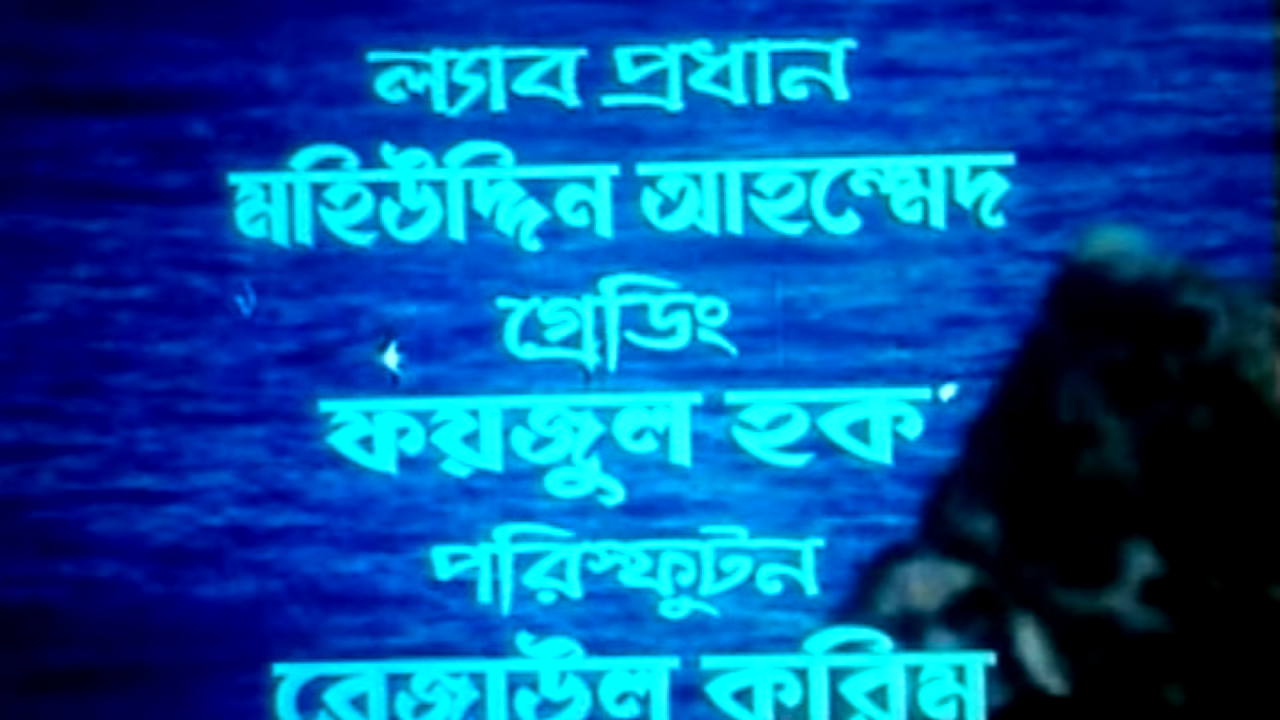 ল্যাব প্রধান
মহিউদ্দিন আহম্মেদ
গ্রেডিং
ফয়জুল হক
পরিস্ফুটন
রেজাউল করিম